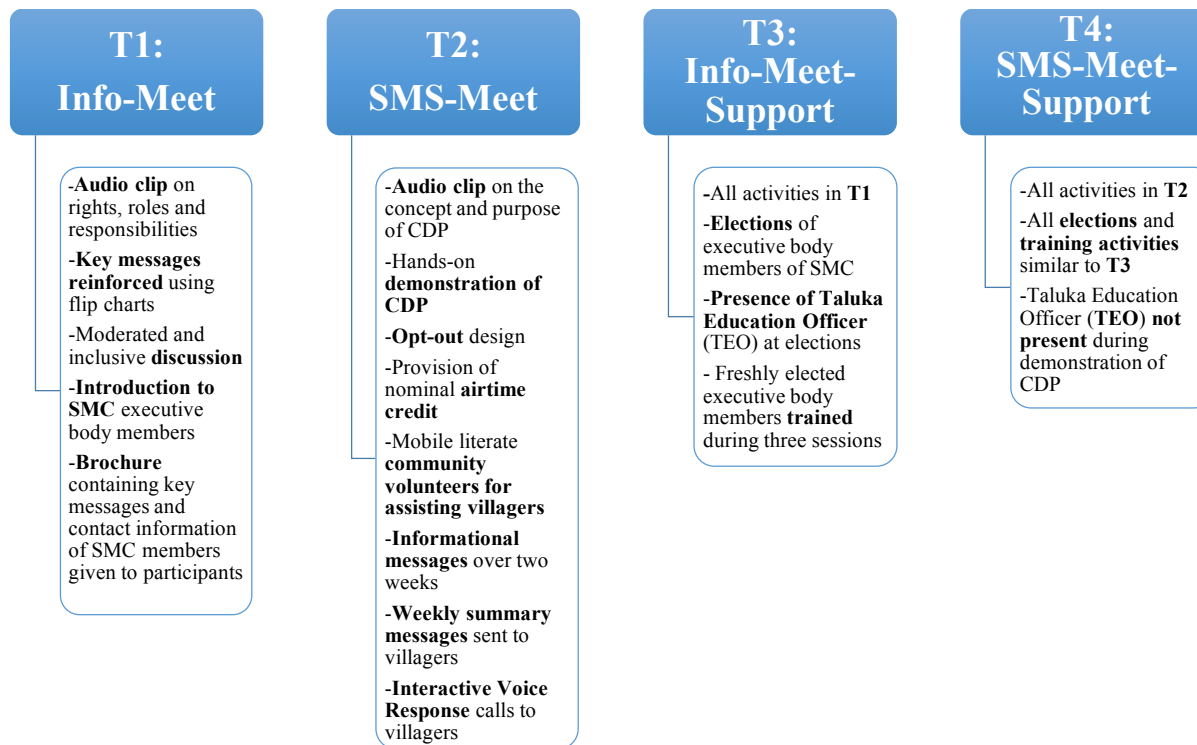 T1:
Info-Meet
-Audio clip on
rights, roles and
responsibilities
-Key messages
reinforced using
flip charts
-Moderated and
inclusive discussion
-Introduction to
SMC executive
body members
-Brochure
containing key
messages and
contact information
of SMC members
given to participants
T2:
SMS-Meet
-Audio clip on the
concept and purpose
of CDP
-Hands-on
demonstration of
CDP
-Opt-out design
-Provision of
nominal airtime
credit
-Mobile literate
community
volunteers for
assisting villagers
-Informational
messages over two
weeks
-Weekly summary
messages sent to
villagers
-Interactive Voice
Response calls to
villagers
T3:
Info-Meet-
Support
-All activities in T1
-Elections of
executive body
members of SMC
-Presence of Taluka
Education Officer
(TEO) at elections
- Freshly elected
executive body
members trained
during three sessions
T4:
SMS-Meet-
Support
-All activities in T2
-All elections and
training activities
similar to T3
-Taluka Education
Officer (TEO) not
present during
demonstration of
CDP